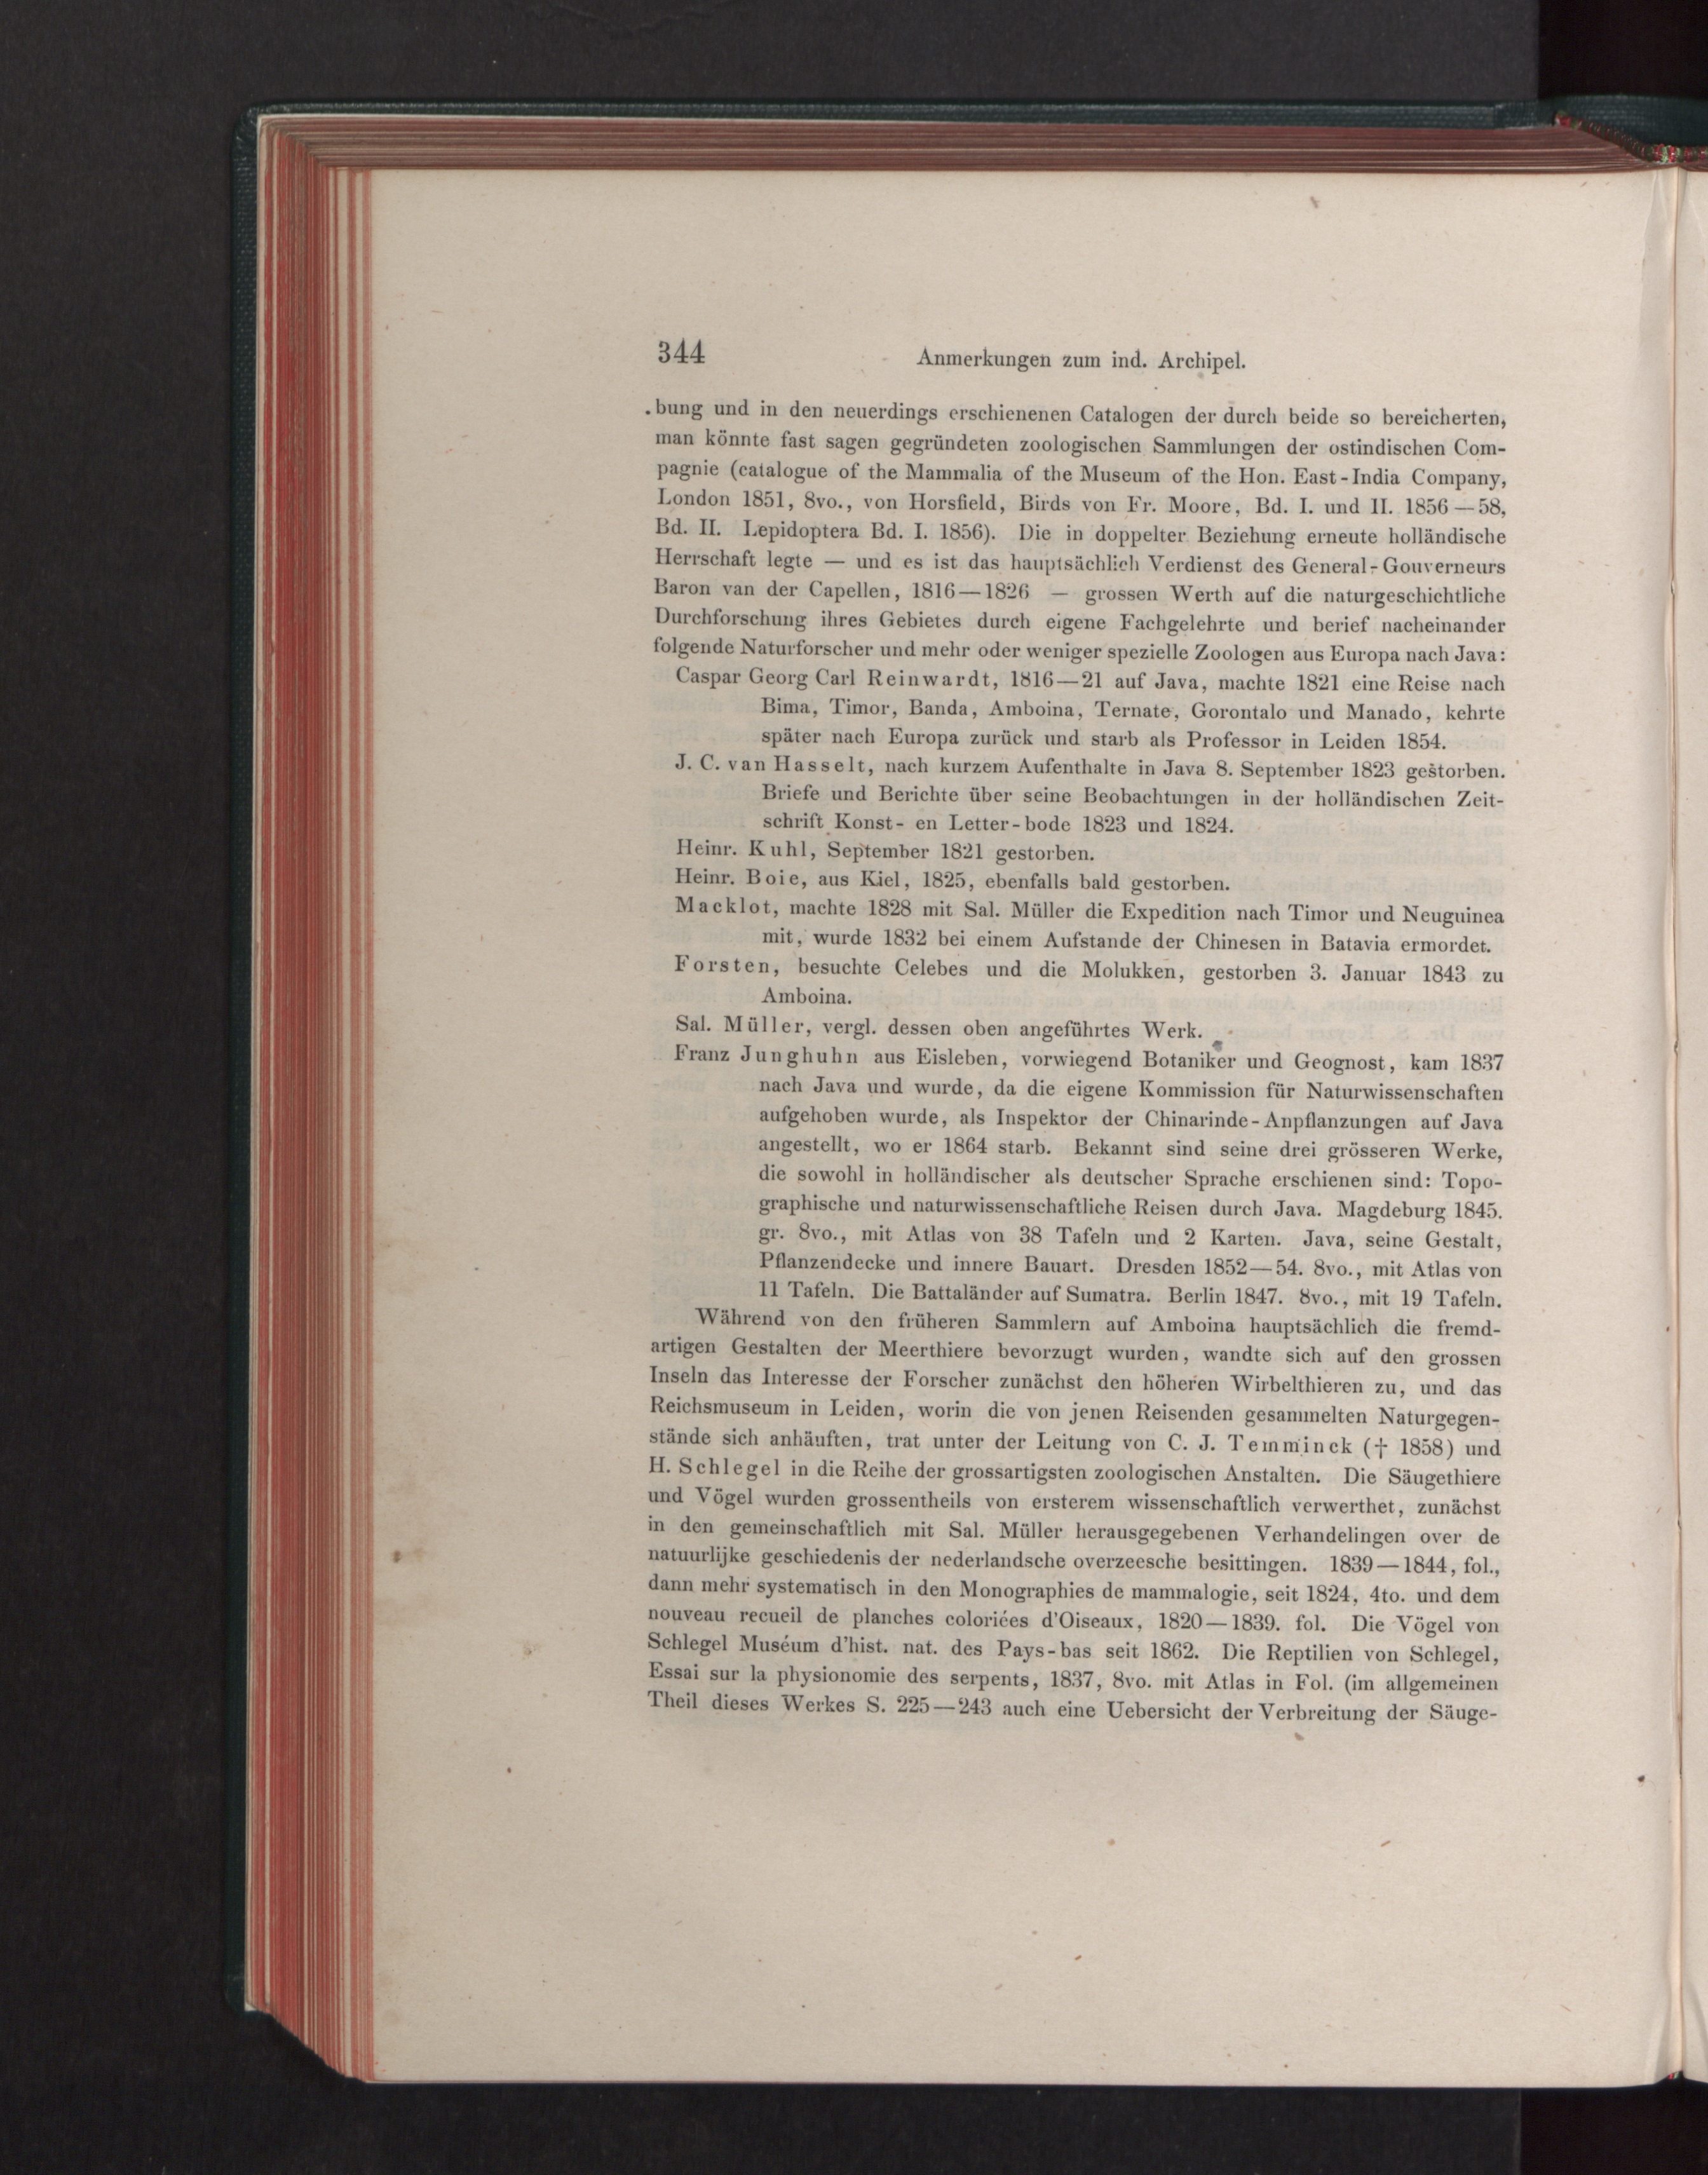 344
Anmerkungen zum ind. Archipel.
bung und in den neuerdings erschienenen Catalogen der durch beide so bereicherten,
man könnte fast sagen gegründeten zoologischen Sammlungen der ostindischen Com-
pagnie (catalogue of the Mammalia of the Museum of the Hon. East-India Company,
London 1851, 8vo., von Horsfield, Birds von Fr. Moore, Bd. I. und II. 1856—58,
Bd. II. Lepidoptera Bd. I. 1856). Die in doppelter Beziehung erneute holländische
Herrschaft legte — und es ist das hauptsächlich Verdienst des General-Gouverneurs
Baron van der Capellen, 1816—1826 — grossen Werth auf die naturgeschichtliche
Durchforschung ihres Gebietes durch eigene Fachgelehrte und berief nacheinander
folgende Naturforscher und mehr oder weniger spezielle Zoologen aus Europa nach Java:
Caspar Georg Carl Reinwardt, 1816—21 auf Java, machte 1821 eine Reise nach
Bima, Timor, Banda, Amboina, Ternate, Gorontalo und Manado, kehrte
später nach Europa zurück und starb als Professor in Leiden 1854.
J. C. van Hasselt, nach kurzem Aufenthalte in Java 8. September 1823 gestorben.
Briefe und Berichte über seine Beobachtungen in der holländischen Zeit-
schrift Konst- en Letter-bode 1823 und 1824.
Heinr. Kuhl, September 1821 gestorben.
Heinr. Boie, aus Kiel, 1825, ebenfalls bald gestorben.
Macklot, machte 1828 mit Sal. Müller die Expedition nach Timor und Neuguinea
mit, wurde 1832 bei einem Aufstande der Chinesen in Batavia ermordet.
Forsten, besuchte Celebes und die Molukken, gestorben 3. Januar 1843 zu
Amboina.
Sal. Müller, vergl. dessen oben angeführtes Werk.
Franz Junghuhn aus Eisleben, vorwiegend Botaniker und Geognost, kam 1837
nach Java und wurde, da die eigene Kommission für Naturwissenschaften
aufgehoben wurde, als Inspektor der Chinarinde-Anpflanzungen auf Java
angestellt, wo er 1864 starb. Bekannt sind seine drei grösseren Werke,
die sowohl in holländischer als deutscher Sprache erschienen sind: Topo-
graphische und naturwissenschaftliche Reisen durch Java. Magdeburg 1845.
gr. 8vo., mit Atlas von 38 Tafeln und 2 Karten. Java, seine Gestalt,
Pflanzendecke und innere Bauart. Dresden 1852—54. 8vo., mit Atlas von
11 Tafeln. Die Battaländer auf Sumatra. Berlin 1847. 8vo., mit 19 Tafeln.
Während von den früheren Sammlern auf Amboina hauptsächlich die fremd-
artigen Gestalten der Meerthiere bevorzugt wurden, wandte sich auf den grossen
Inseln das Interesse der Forscher zunächst den höheren Wirbelthieren zu, und das
Reichsmuseum in Leiden, worin die von jenen Reisenden gesammelten Naturgegen-
stände sich anhäuften, trat unter der Leitung von C. J. Temminck († 1858) und
H. Schlegel in die Reihe der grossartigsten zoologischen Anstalten. Die Säugethiere
und Vögel wurden grossentheils von ersterem wissenschaftlich verwerthet, zunächst
in den gemeinschaftlich mit Sal. Müller herausgegebenen Verhandelingen over de
natuurlijke geschiedenis der nederlandsche overzeesche besittingen. 1839—1844, fol.,
dann mehr systematisch in den Monographies de mammalogie, seit 1824, 4to. und dem
nouveau recueil de planches coloriées d'Oiseaux, 1820—1839. fol. Die Vögel von
Schlegel Muséum d'hist. nat. des Pays-bas seit 1862. Die Reptilien von Schlegel,
Essai sur la physionomie des serpents, 1837, 8vo. mit Atlas in Fol. (im allgemeinen
Theil dieses Werkes S. 225—243 auch eine Uebersicht der Verbreitung der Säuge-